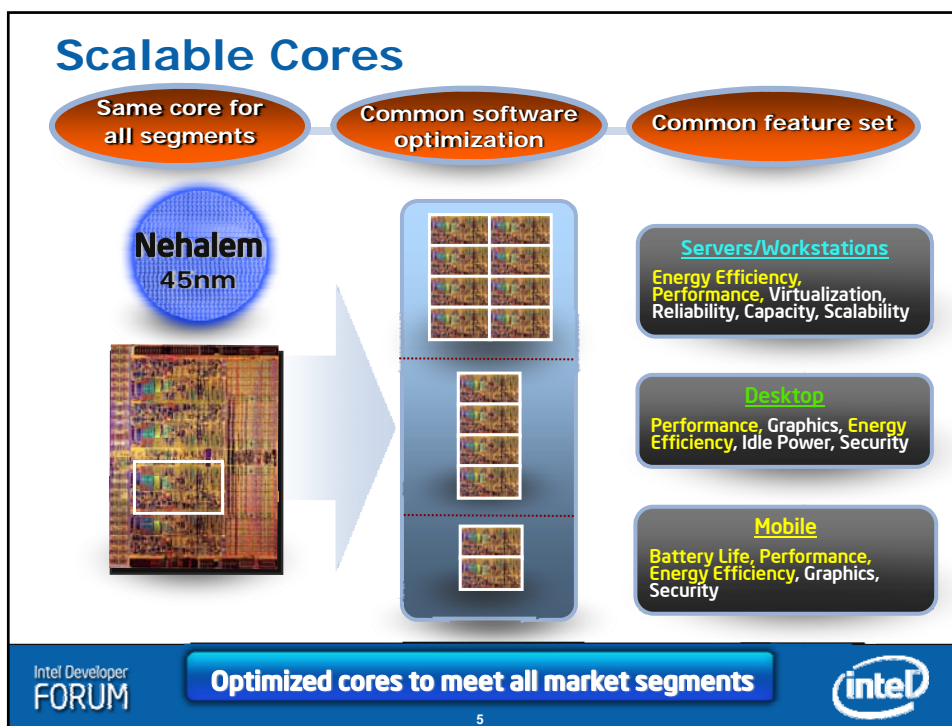 Scalable Cores
Same core for
all segments
Common software
optimization
Common feature set
Nehalem
45nm
Servers/Workstations
Energy Efficiency,
Performance, Virtualization,
Reliability, Capacity, Scalability
Desktop
Performance, Graphics, Energy
Efficiency, Idle Power, Security
Mobile
Battery Life, Performance,
Energy Efficiency, Graphics,
Security
Intel Developer
FORUM
Optimized cores to meet all market segments
intel
5